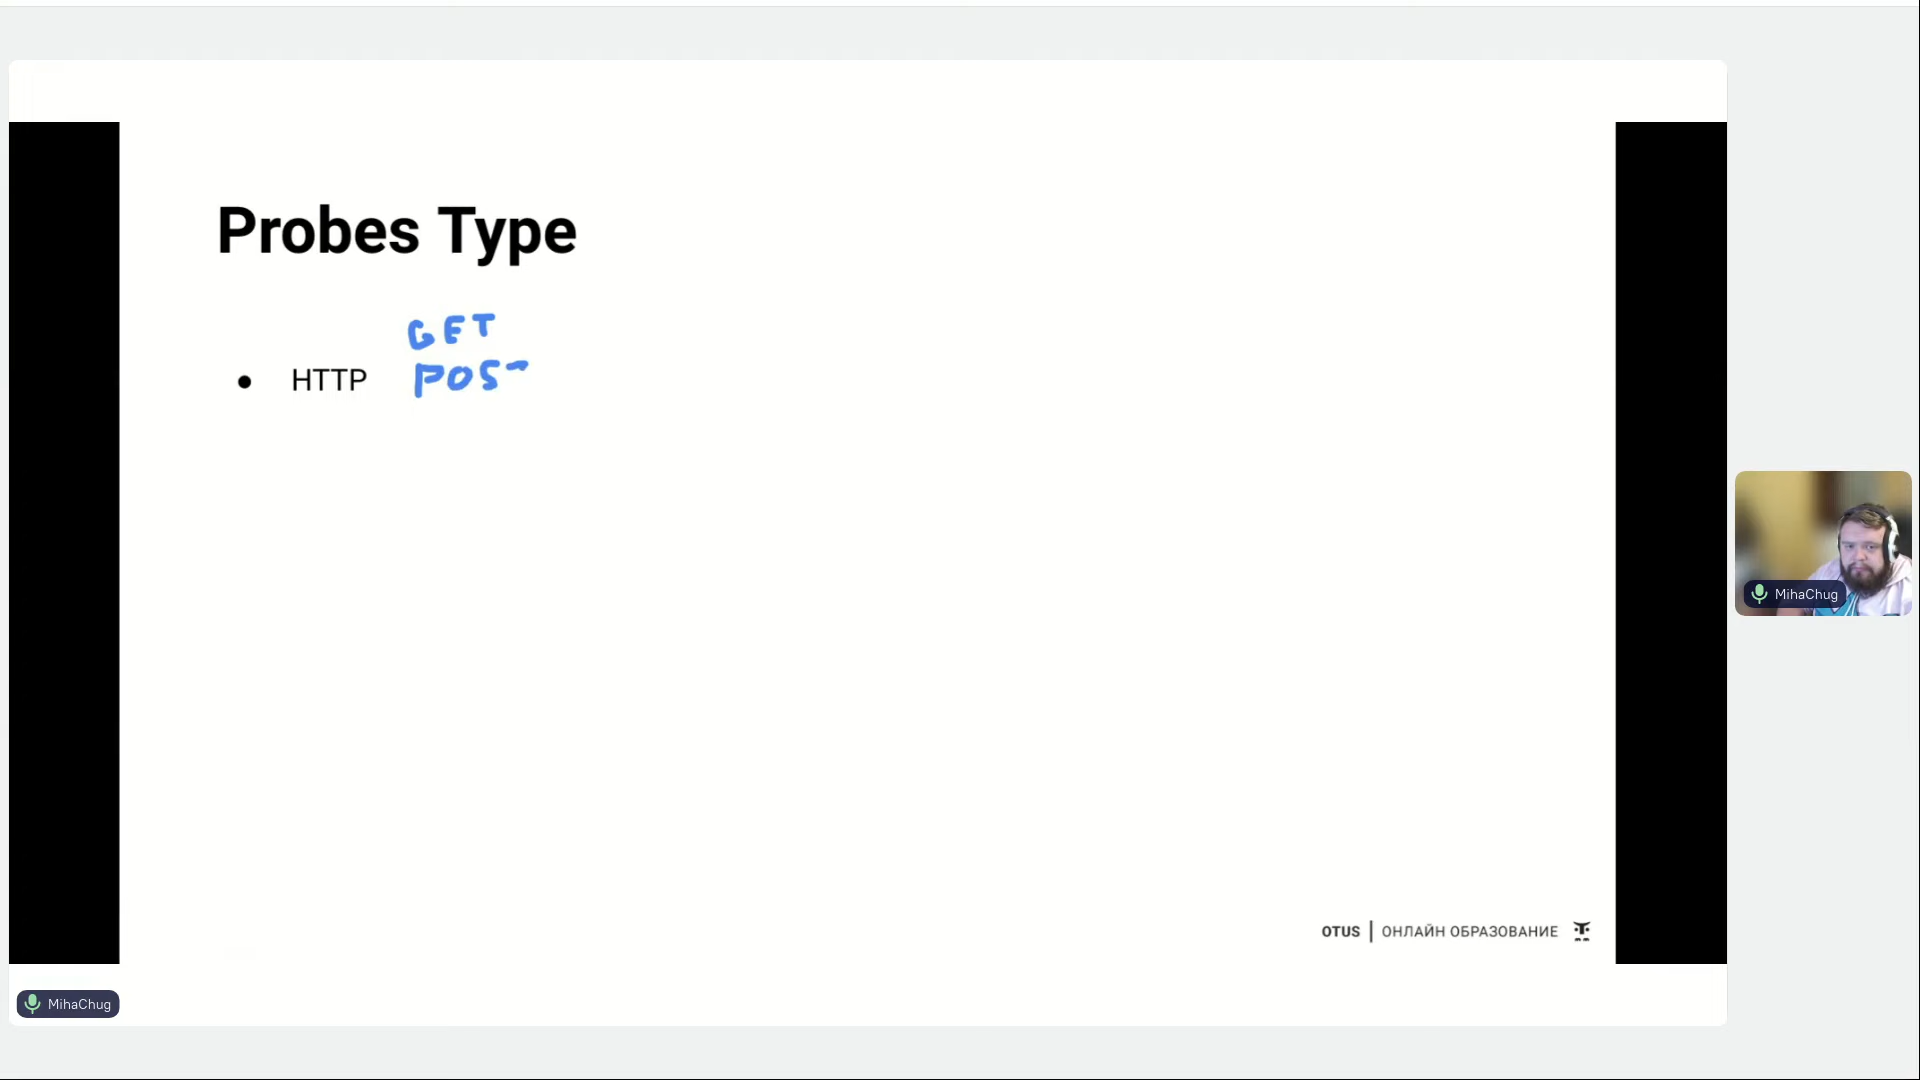 Probes Type
GET
• HTTP POST
OTUS | ОНЛАЙН ОБРАЗОВАНИЕ
MihaChug
MihaChug